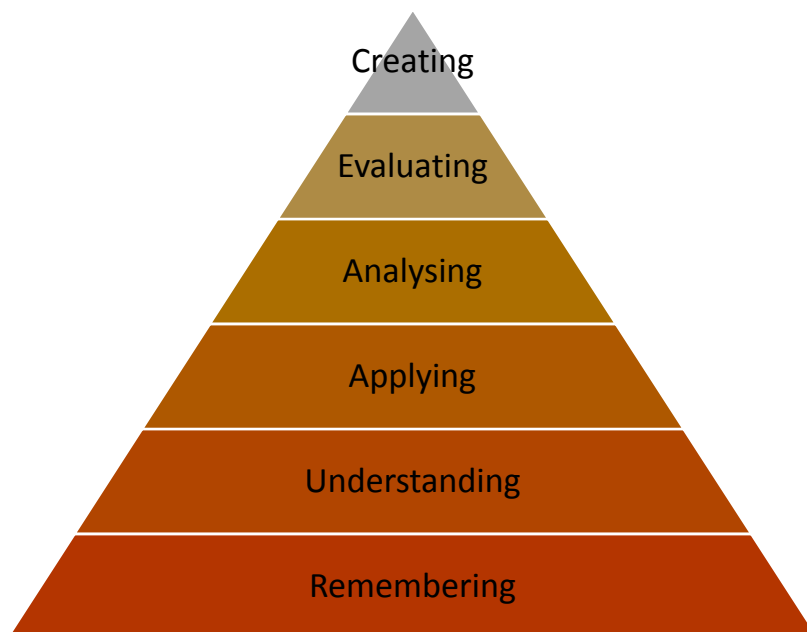 Creating
Evaluating
Analysing
Applying
Understanding
Remembering